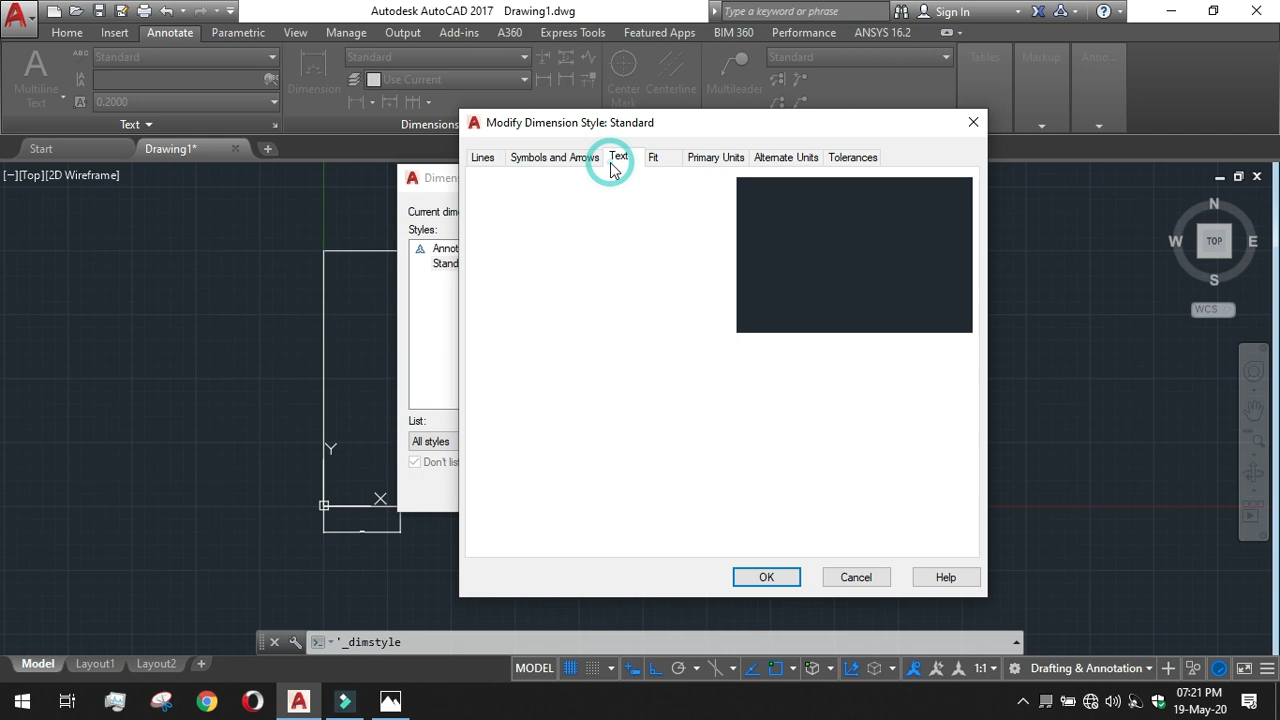 Autodesk AutoCAD 2017 Drawing1.dwg
Type a keyword or phrase
Sign In
Home Insert Annotate Parametric View Manage Output Add-ins A360 Express Tools Featured Apps BIM 360 Performance ANSYS 16.2
Multiline
Text
ABC Standard
0.2000
Text
Dimension
Standard
Use Current
Dimensions
Center
Mark
Centerline
Multileader
Standard
Tables
Markup
Anno...
Start Drawing1*
[−][Top][2D Wireframe]
Dimen
Current dim
Styles:
Annot
Stand
List:
All styles
Don't lis
Modify Dimension Style: Standard
Lines Symbols and Arrows Text Fit Primary Units Alternate Units Tolerances
OK Cancel Help
N
W TOP E
S
WCS
Y
X
'_dimstyle
Model Layout1 Layout2
MODEL 1:1 Drafting & Annotation
07:21 PM
19-May-20